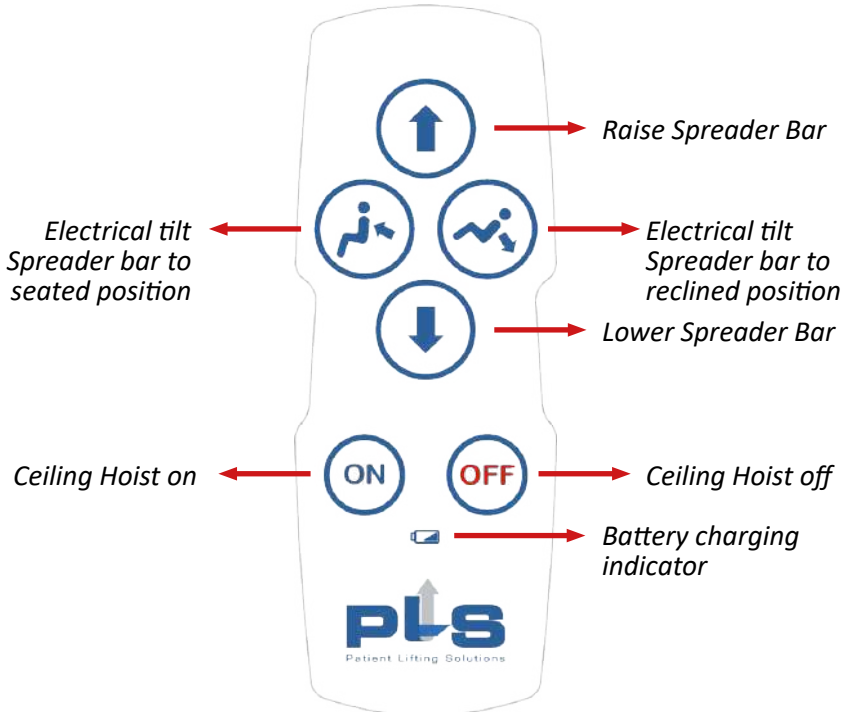 Raise Spreader Bar
Electrical tilt
Spreader bar to
seated position
Electrical tilt
Spreader bar to
reclined position
Lower Spreader Bar
Ceiling Hoist on
ON
OFF
Ceiling Hoist off
Battery charging
indicator
PLS
Patient Lifting Solutions